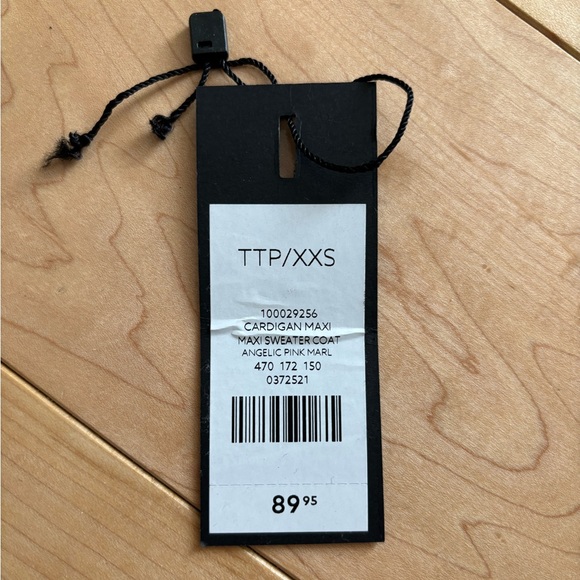 TTP/XXS
100029256
CARDIGAN MAXI
MAXI SWEATER COAT
ANGELIC PINK MARL
470 172 150
0372521
89 95